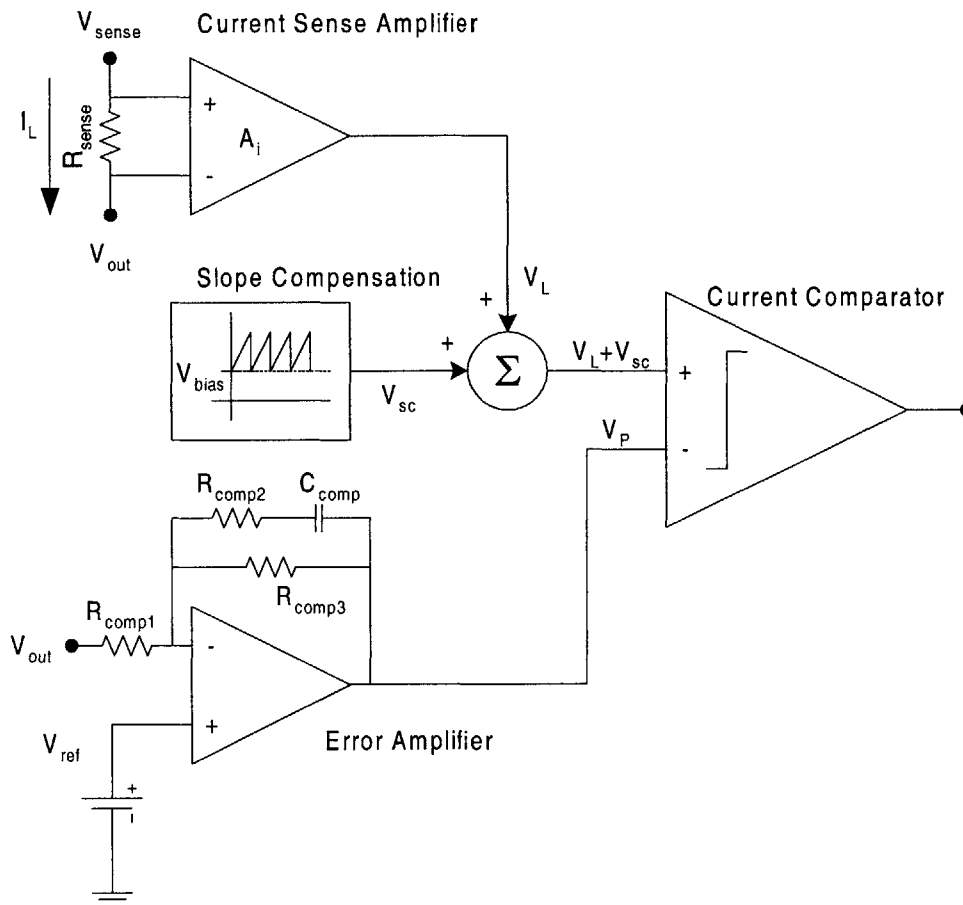 Current Sense Amplifier
V_sense
I_L
R_sense
+
A_i
-
V_out
Slope Compensation
V_bias
V_sc
+
+
V_L
Σ
V_L+V_sc
Current Comparator
+
V_P
-
R_comp2
C_comp
R_comp3
R_comp1
V_out
-
+
Error Amplifier
V_ref
+
-